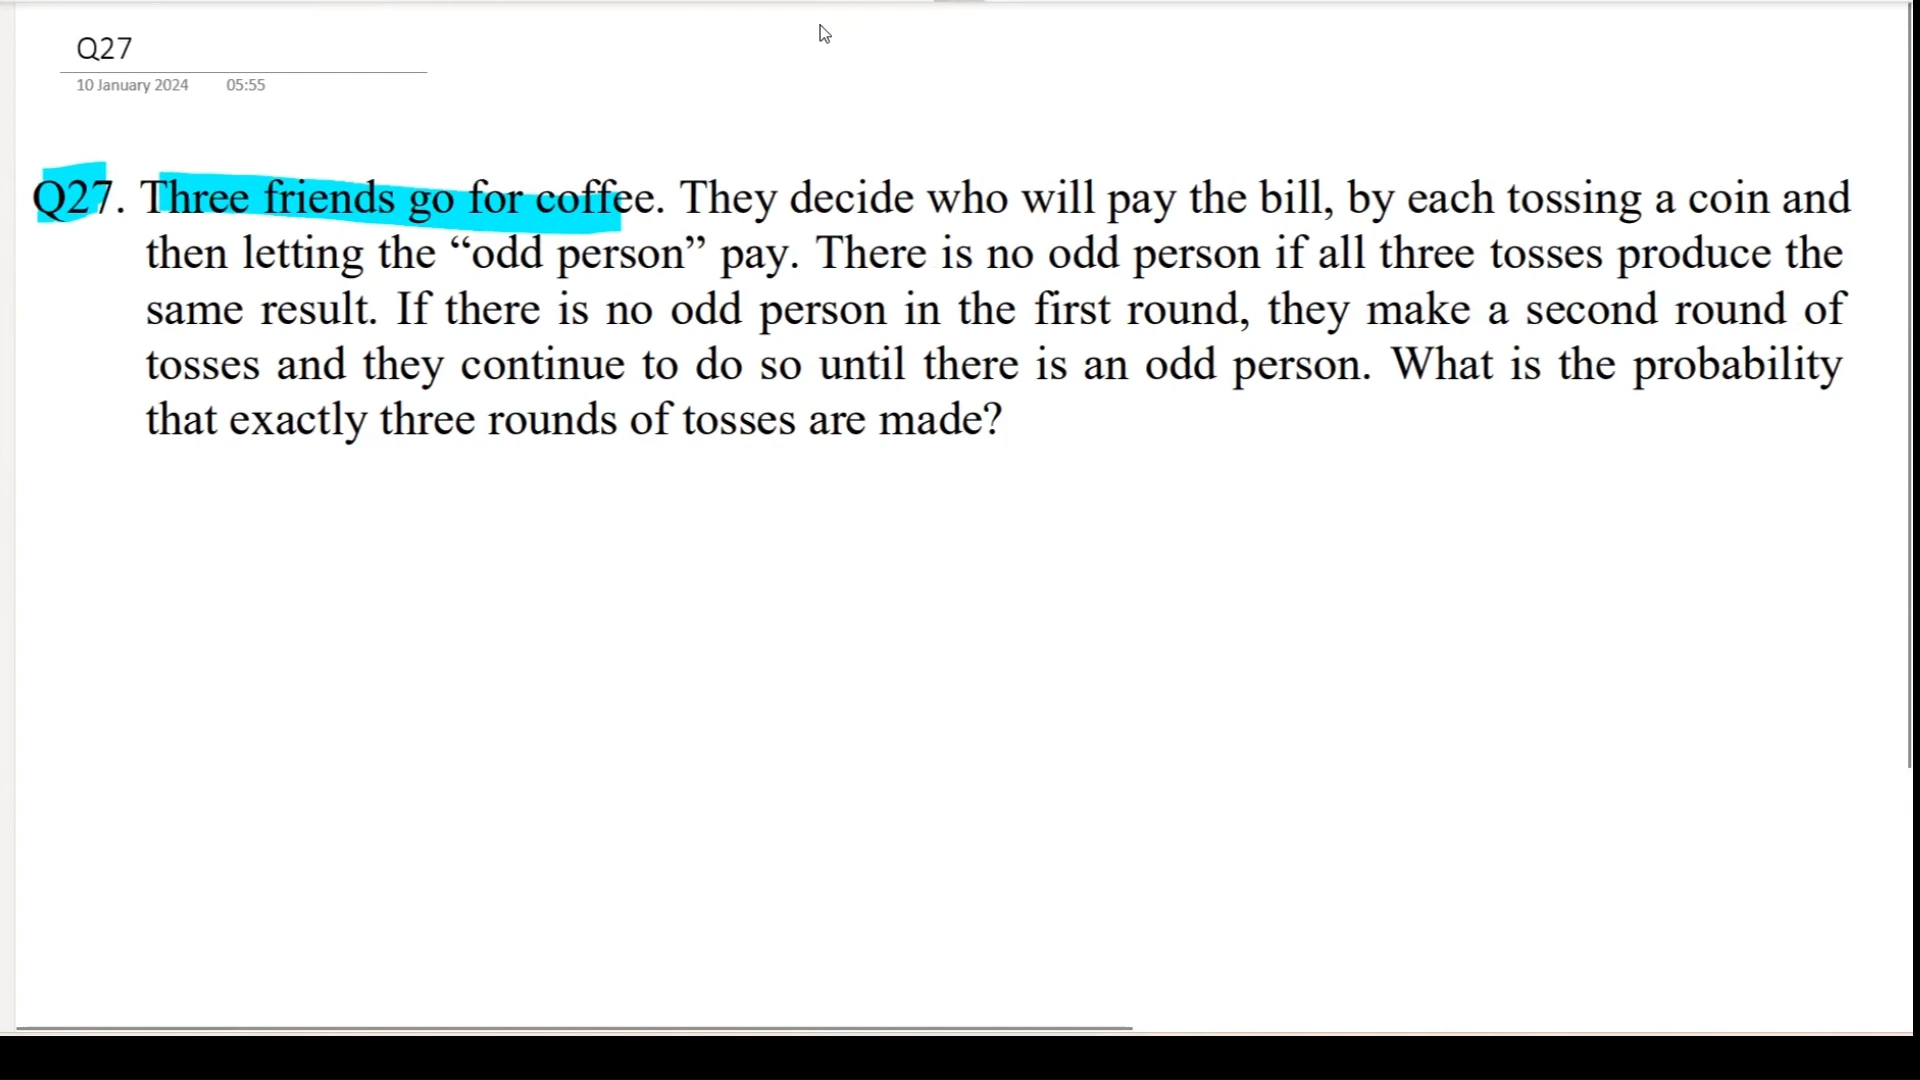 Q27
10 January 2024 05:55
Q27. Three friends go for coffee. They decide who will pay the bill, by each tossing a coin and
then letting the “odd person” pay. There is no odd person if all three tosses produce the
same result. If there is no odd person in the first round, they make a second round of
tosses and they continue to do so until there is an odd person. What is the probability
that exactly three rounds of tosses are made?